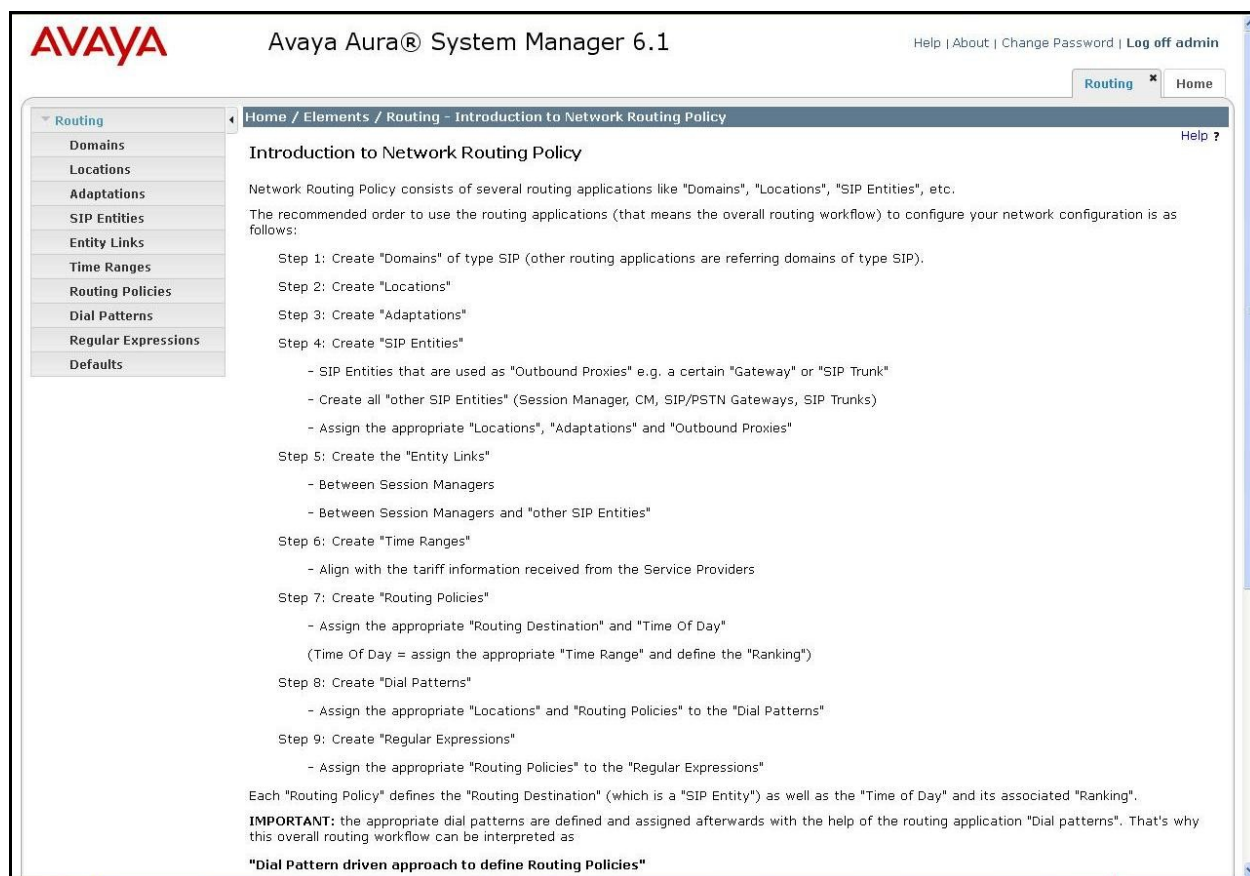 AVAYA
Avaya Aura® System Manager 6.1
Help | About | Change Password | Log off admin
Routing ✖ Home
Routing
Domains
Locations
Adaptations
SIP Entities
Entity Links
Time Ranges
Routing Policies
Dial Patterns
Regular Expressions
Defaults
Home / Elements / Routing - Introduction to Network Routing Policy
Help ?
Introduction to Network Routing Policy
Network Routing Policy consists of several routing applications like "Domains", "Locations", "SIP Entities", etc.
The recommended order to use the routing applications (that means the overall routing workflow) to configure your network configuration is as
follows:
Step 1: Create "Domains" of type SIP (other routing applications are referring domains of type SIP).
Step 2: Create "Locations"
Step 3: Create "Adaptations"
Step 4: Create "SIP Entities"
- SIP Entities that are used as "Outbound Proxies" e.g. a certain "Gateway" or "SIP Trunk"
- Create all "other SIP Entities" (Session Manager, CM, SIP/PSTN Gateways, SIP Trunks)
- Assign the appropriate "Locations", "Adaptations" and "Outbound Proxies"
Step 5: Create the "Entity Links"
- Between Session Managers
- Between Session Managers and "other SIP Entities"
Step 6: Create "Time Ranges"
- Align with the tariff information received from the Service Providers
Step 7: Create "Routing Policies"
- Assign the appropriate "Routing Destination" and "Time Of Day"
(Time Of Day = assign the appropriate "Time Range" and define the "Ranking")
Step 8: Create "Dial Patterns"
- Assign the appropriate "Locations" and "Routing Policies" to the "Dial Patterns"
Step 9: Create "Regular Expressions"
- Assign the appropriate "Routing Policies" to the "Regular Expressions"
Each "Routing Policy" defines the "Routing Destination" (which is a "SIP Entity") as well as the "Time of Day" and its associated "Ranking".
IMPORTANT: the appropriate dial patterns are defined and assigned afterwards with the help of the routing application "Dial patterns". That's why
this overall routing workflow can be interpreted as
"Dial Pattern driven approach to define Routing Policies"